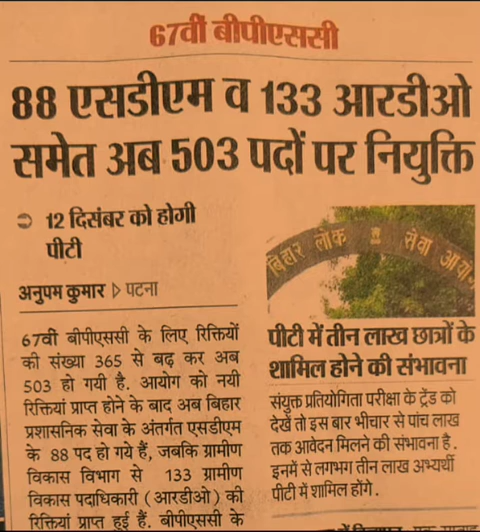 67वीं बीपीएससी
88 एसडीएम व 133 आरडीओ
समेत अब 503 पदों पर नियुक्ति
12 दिसंबर को होगी
पीटी
अनुपम कुमार ▷ पटना
67वीं बीपीएससी के लिए रिक्तियों
की संख्या 365 से बढ़ कर अब
503 हो गयी है. आयोग को नयी
रिक्तियां प्राप्त होने के बाद अब बिहार
प्रशासनिक सेवा के अंतर्गत एसडीएम
के 88 पद हो गये हैं, जबकि ग्रामीण
विकास विभाग से 133 ग्रामीण
विकास पदाधिकारी (आरडीओ) की
रिक्तियां प्राप्त हुई हैं. बीपीएससी के
बिहार लोक सेवा आयोग
पीटी में तीन लाख छात्रों के
शामिल होने की संभावना
संयुक्त प्रतियोगिता परीक्षा के ट्रेंड को
देखें तो इस बार भी चार से पांच लाख
तक आवेदन मिलने की संभावना है.
इनमें से लगभग तीन लाख अभ्यर्थी
पीटी में शामिल होंगे.